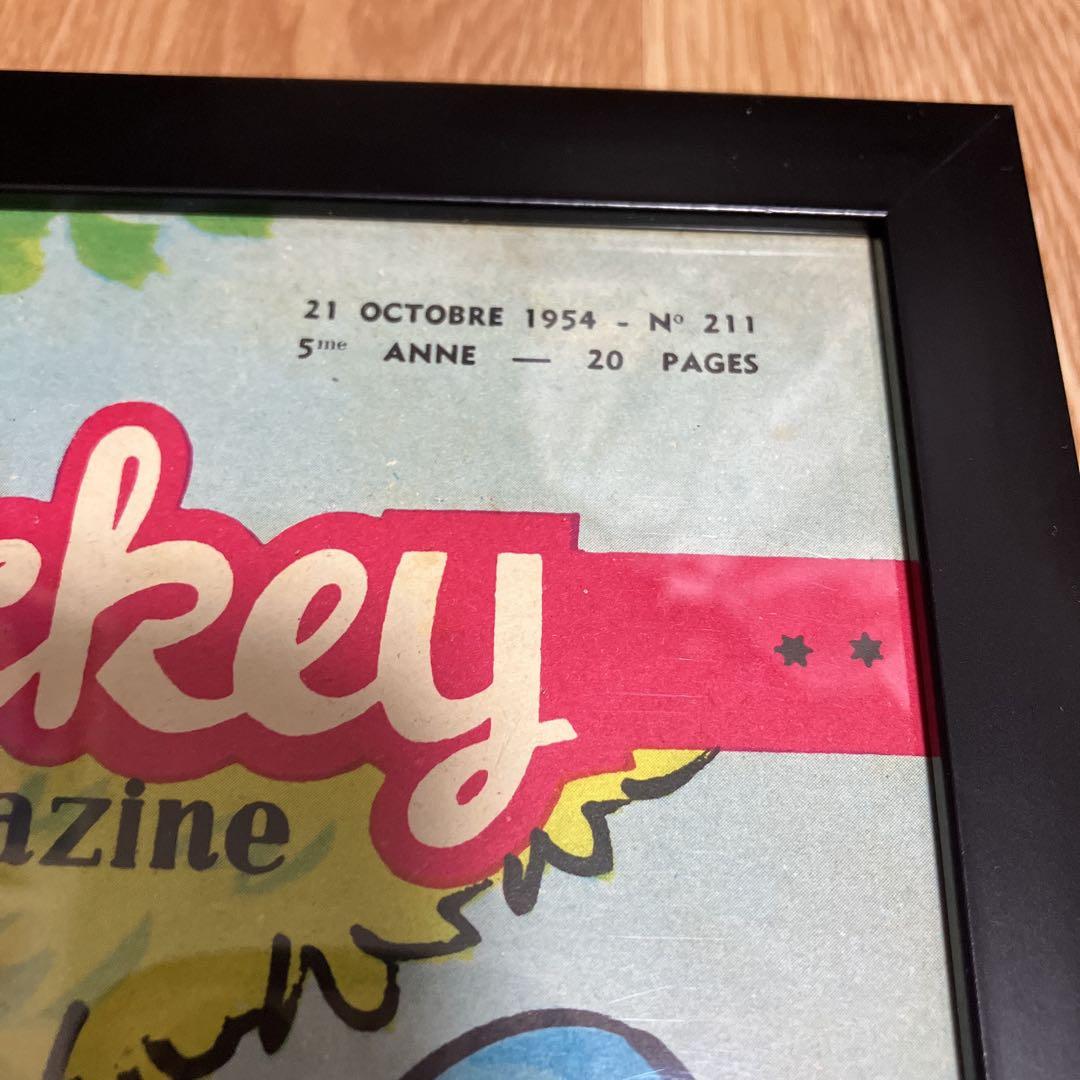 21 OCTOBRE 1954 - Nº 211
5me ANNE — 20 PAGES
ckey
azine